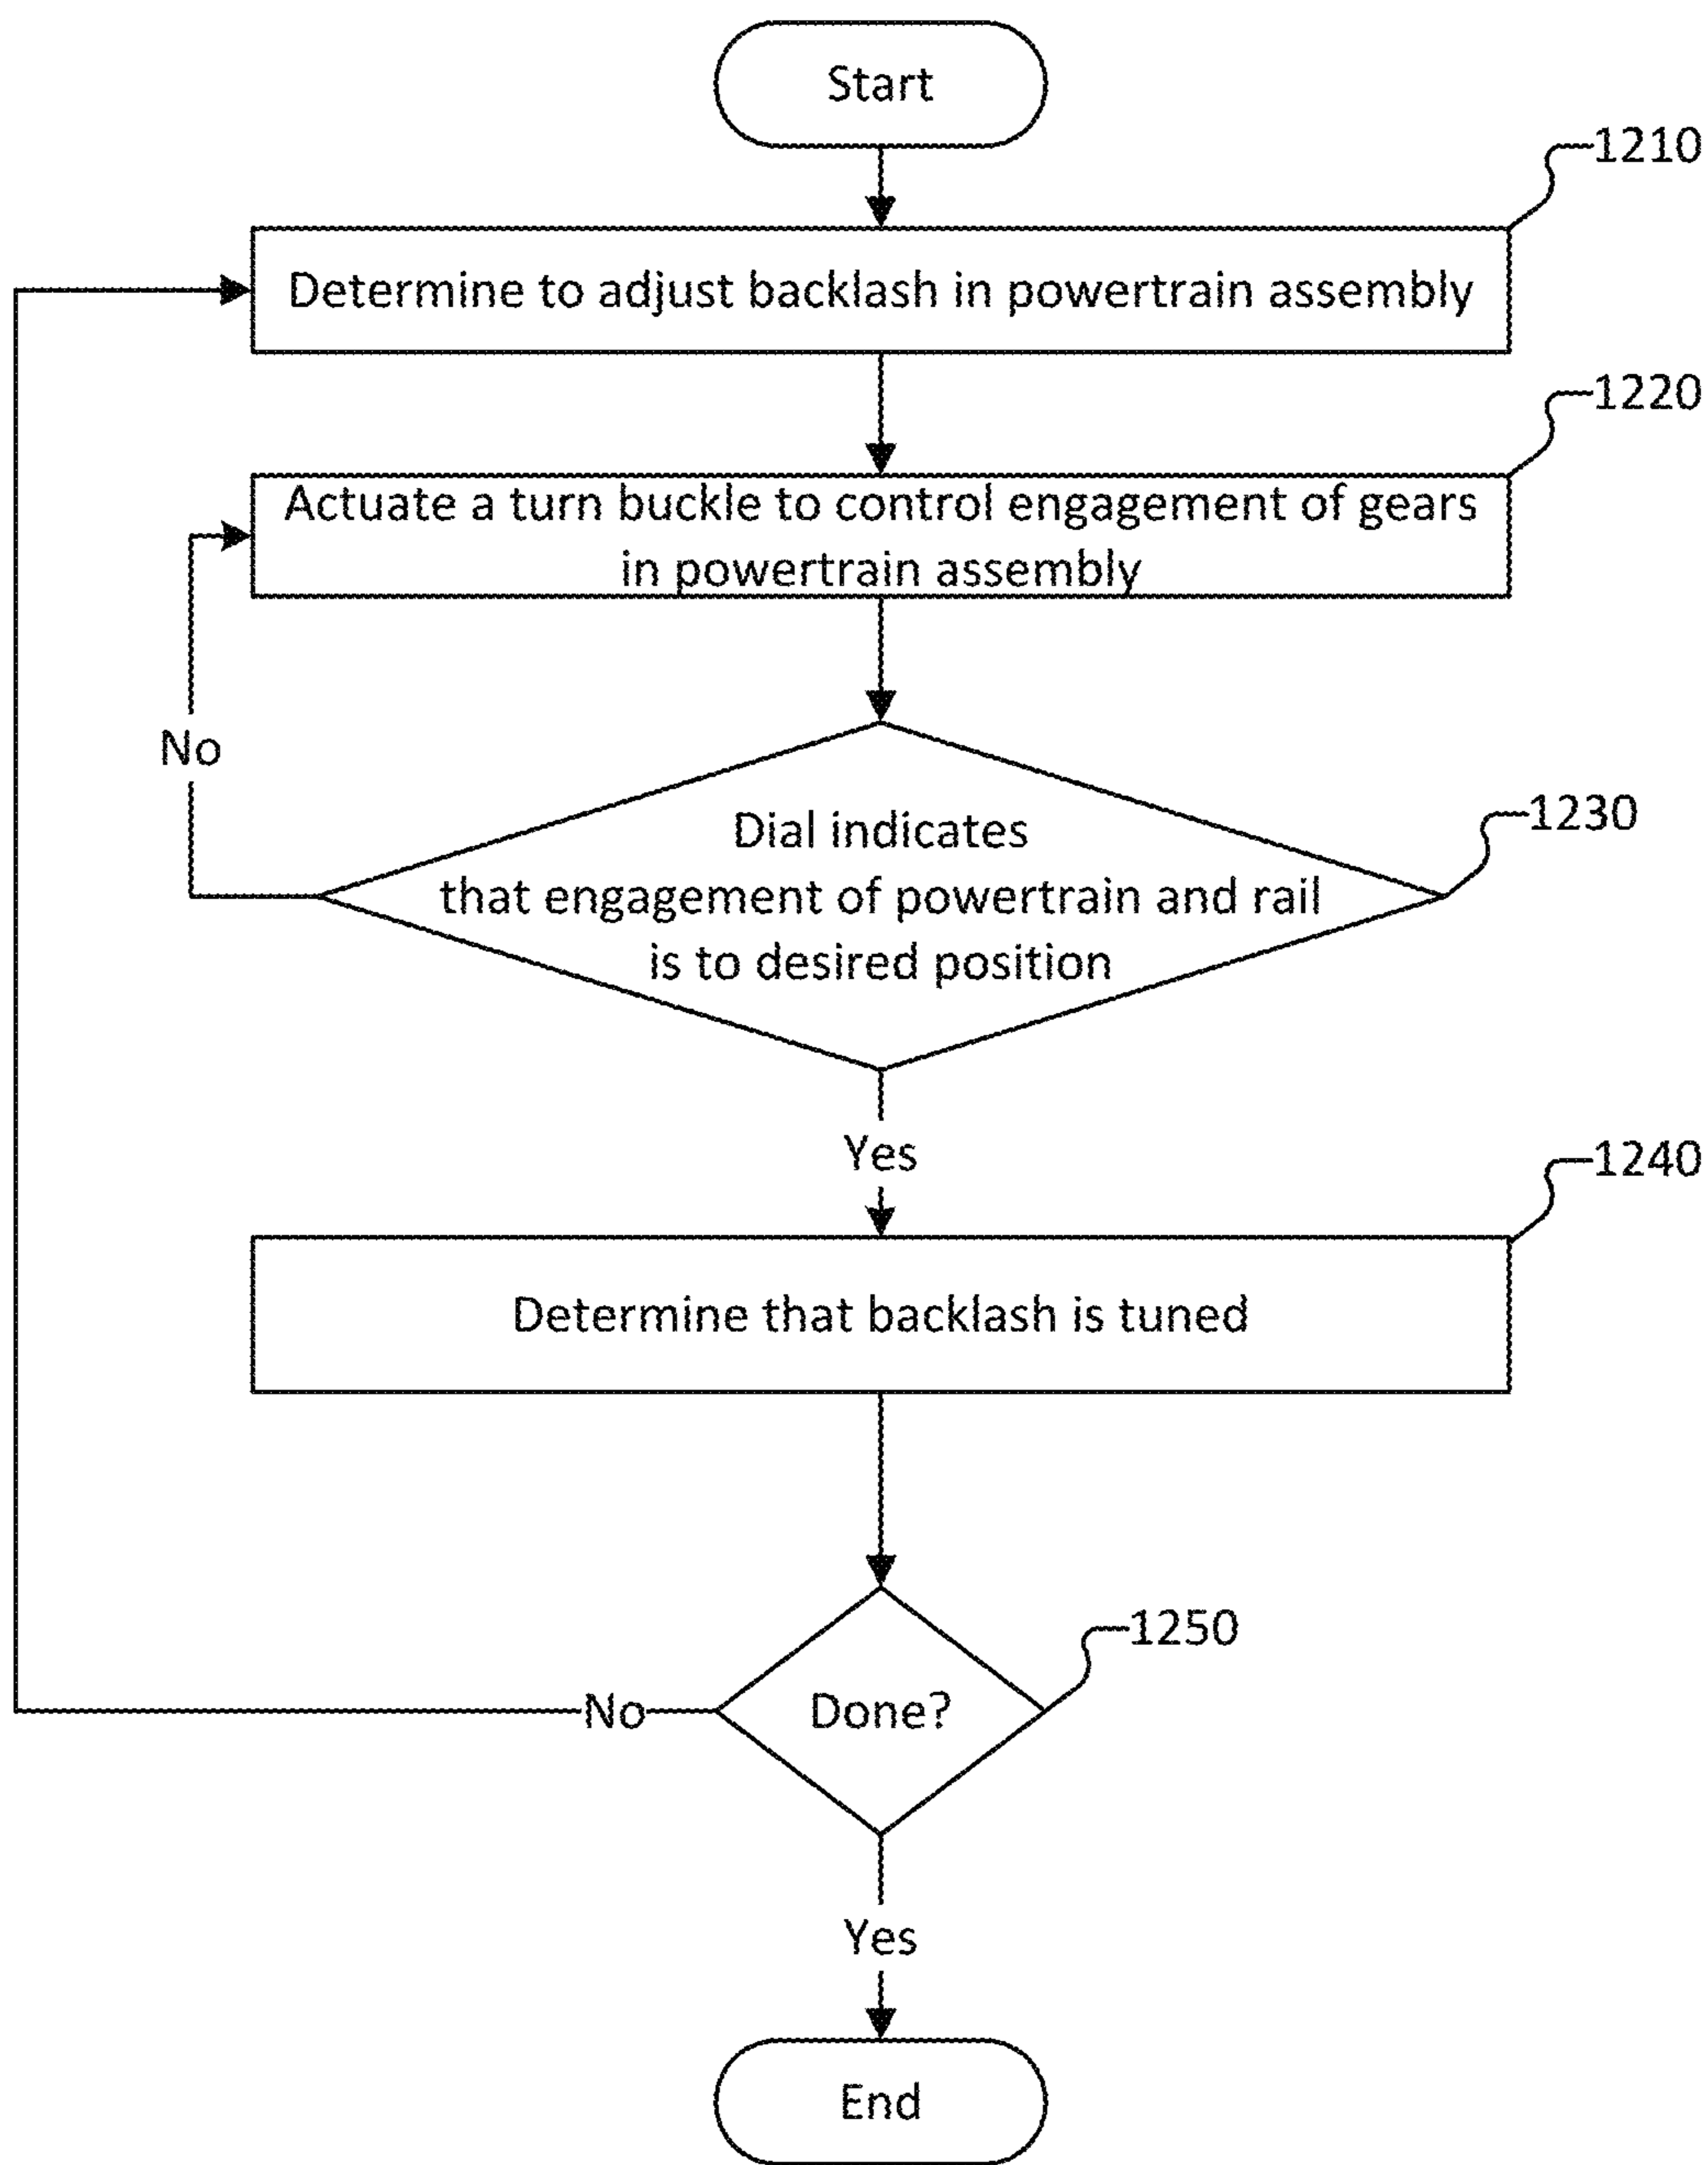 Start
1210
Determine to adjust backlash in powertrain assembly
1220
Actuate a turn buckle to control engagement of gears
in powertrain assembly
No
1230
Dial indicates
that engagement of powertrain and rail
is to desired position
Yes
1240
Determine that backlash is tuned
1250
Done?
No
Yes
End